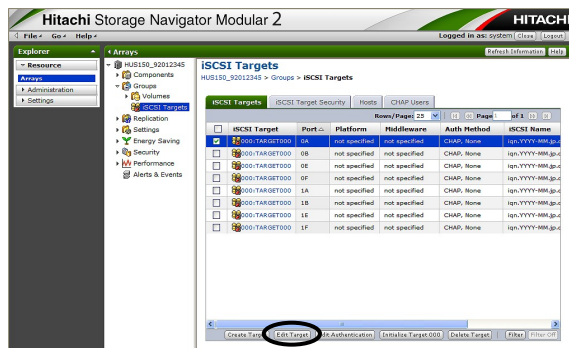 Hitachi Storage Navigator Modular 2
HITACHI
File Go Help
Logged in as: system Close Logout
Explorer
Arrays
Refresh Information Help
Resource
Arrays
Administration
Settings
HUS150_92012345
Components
Groups
Volumes
iSCSI Targets
Replication
Settings
Energy Saving
Security
Performance
Alerts & Events
iSCSI Targets
HUS150_92012345 > Groups > iSCSI Targets
iSCSI Targets iSCSI Target Security Hosts CHAP Users
Rows/Page: 25 Page 1 of 1
iSCSI Target Port Platform Middleware Auth Method iSCSI Name
000:TARGET000 0A not specified not specified CHAP, None iqn.YYYY-MM.jp.c
000:TARGET000 0B not specified not specified CHAP, None iqn.YYYY-MM.jp.c
000:TARGET000 0E not specified not specified CHAP, None iqn.YYYY-MM.jp.c
000:TARGET000 0F not specified not specified CHAP, None iqn.YYYY-MM.jp.c
000:TARGET000 1A not specified not specified CHAP, None iqn.YYYY-MM.jp.c
000:TARGET000 1B not specified not specified CHAP, None iqn.YYYY-MM.jp.c
000:TARGET000 1E not specified not specified CHAP, None iqn.YYYY-MM.jp.c
000:TARGET000 1F not specified not specified CHAP, None iqn.YYYY-MM.jp.c
Create Targ Edit Target dit Authentication Initialize Target 000 Delete Target Filter Filter Off